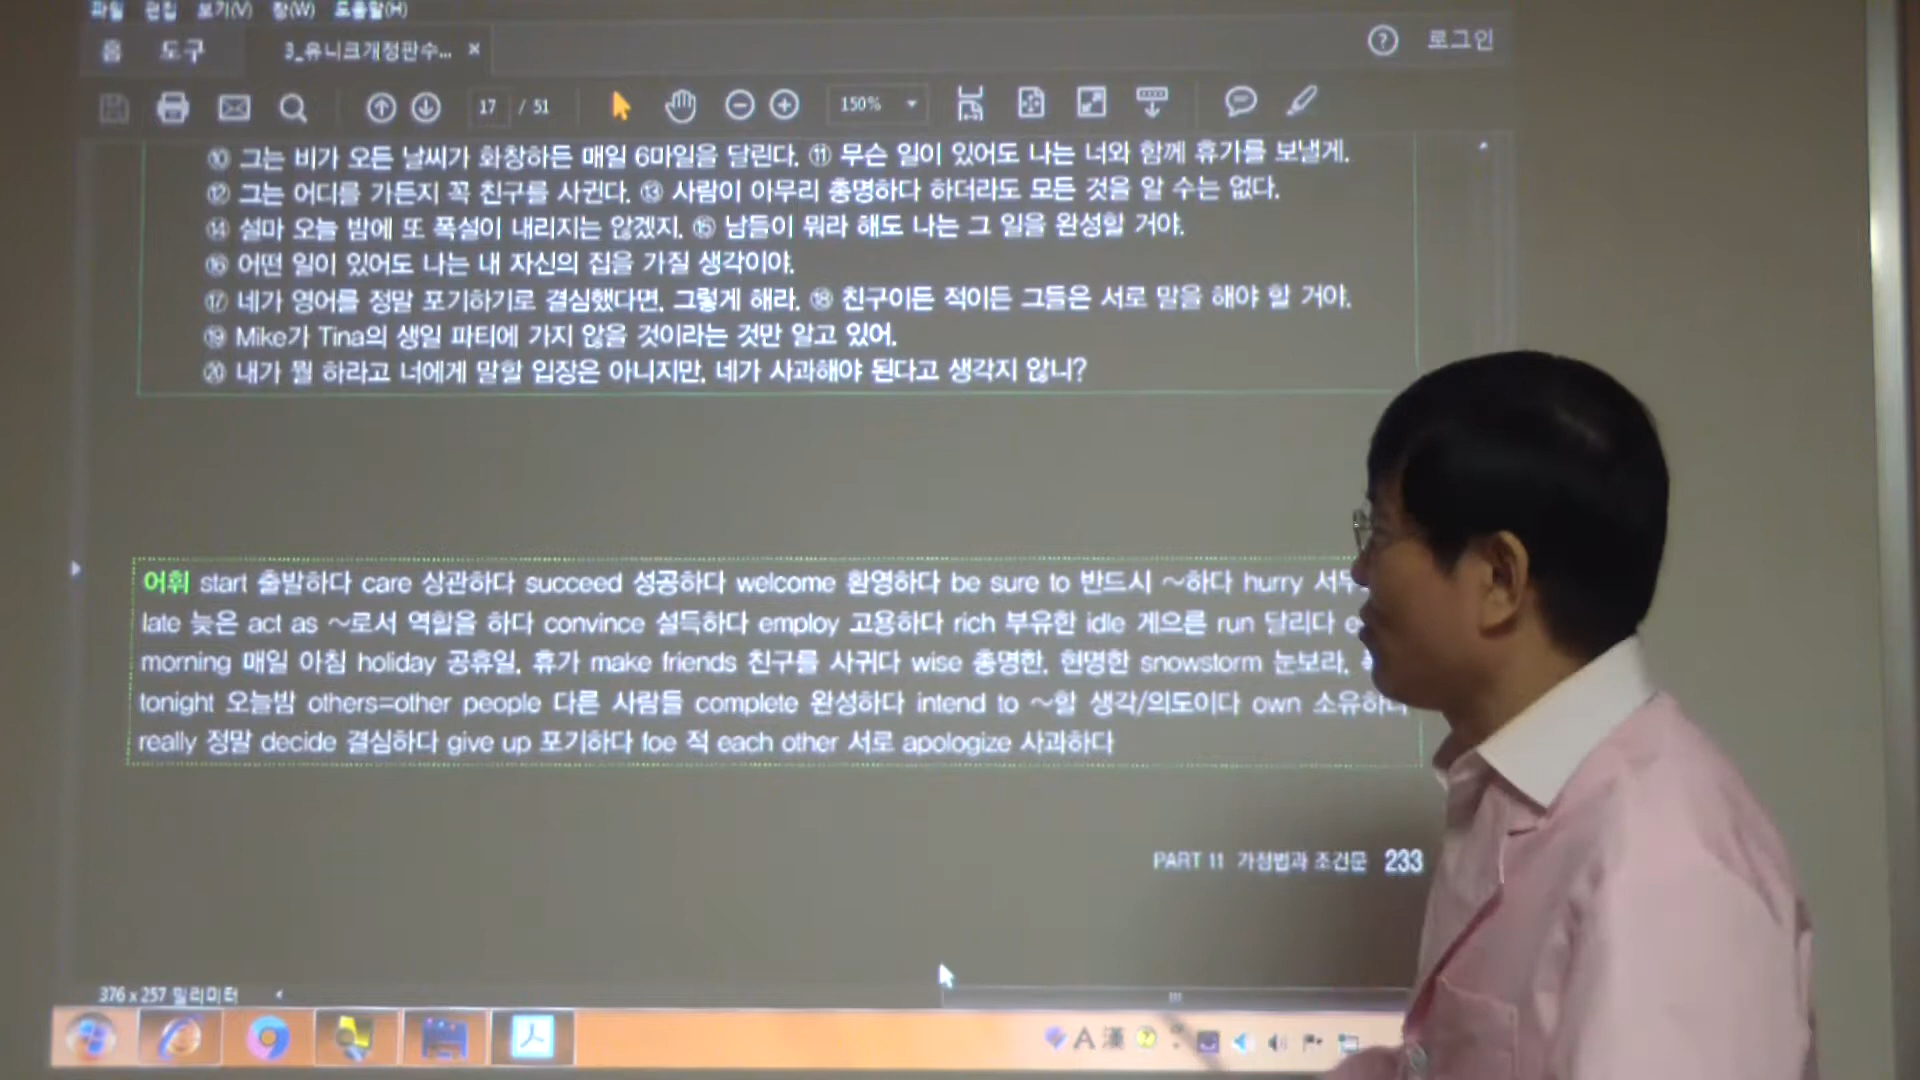 파일 편집 보기(V) 창(W) 도움말(H)
홈 도구 3_유니크개정판수... × ? 로그인
17 / 51 150%
⑩ 그는 비가 오든 날씨가 화창하든 매일 6마일을 달린다. ⑪ 무슨 일이 있어도 나는 너와 함께 휴가를 보낼게.
⑫ 그는 어디를 가든지 꼭 친구를 사귄다. ⑬ 사람이 아무리 총명하다 하더라도 모든 것을 알 수는 없다.
⑭ 설마 오늘 밤에 또 폭설이 내리지는 않겠지. ⑮ 남들이 뭐라 해도 나는 그 일을 완성할 거야.
⑯ 어떤 일이 있어도 나는 내 자신의 집을 가질 생각이야.
⑰ 네가 영어를 정말 포기하기로 결심했다면, 그렇게 해라. ⑱ 친구이든 적이든 그들은 서로 말을 해야 할 거야.
⑲ Mike가 Tina의 생일 파티에 가지 않을 것이라는 것만 알고 있어.
⑳ 내가 뭘 하라고 너에게 말할 입장은 아니지만, 네가 사과해야 된다고 생각지 않니?
어휘 start 출발하다 care 상관하다 succeed 성공하다 welcome 환영하다 be sure to 반드시 ～하다 hurry
late 늦은 act as ～로서 역할을 하다 convince 설득하다 employ 고용하다 rich 부유한 idle 게으른 run 달리다
morning 매일 아침 holiday 공휴일, 휴가 make friends 친구를 사귀다 wise 총명한, 현명한 snowstorm 눈보라,
tonight 오늘밤 others=other people 다른 사람들 complete 완성하다 intend to ～할 생각/의도이다 own 소유하다
really 정말 decide 결심하다 give up 포기하다 foe 적 each other 서로 apologize 사과하다
PART 11 가정법과 조건문 233
376 x 257 밀리미터
A 漢